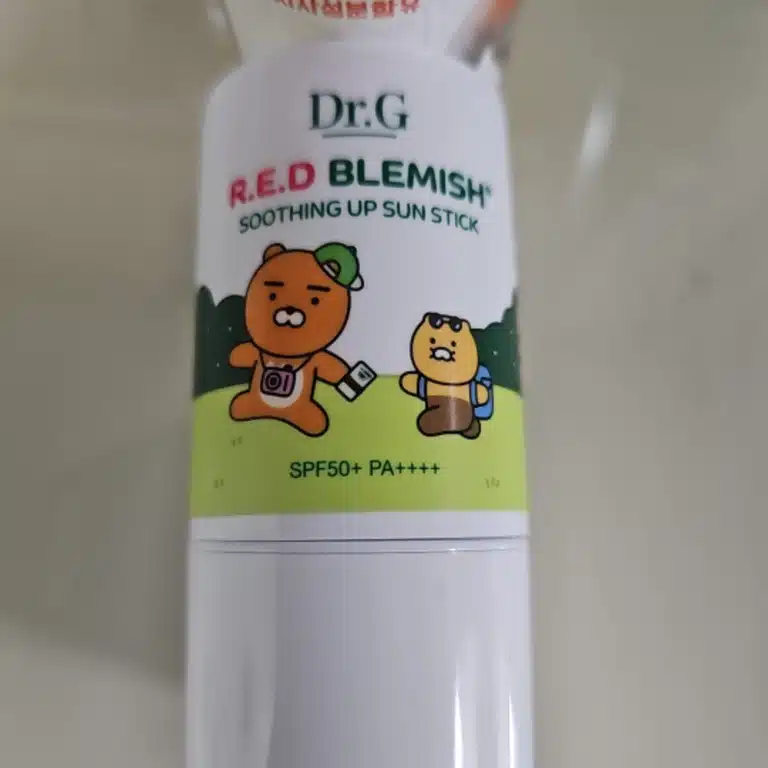 Dr.G
R.E.D BLEMISH®
SOOTHING UP SUN STICK
SPF50+ PA++++